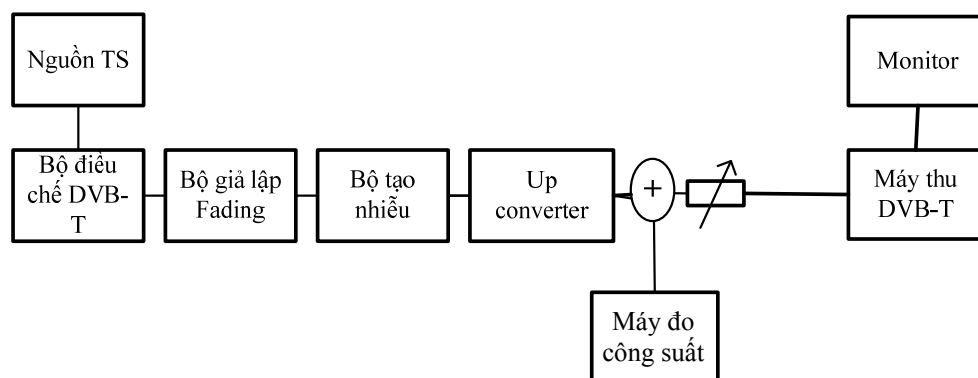 Nguồn TS
Monitor
Bộ điều
chế DVB-
T
Bộ giả lập
Fading
Bộ tạo
nhiễu
Up
converter
+
Máy thu
DVB-T
Máy đo
công suất